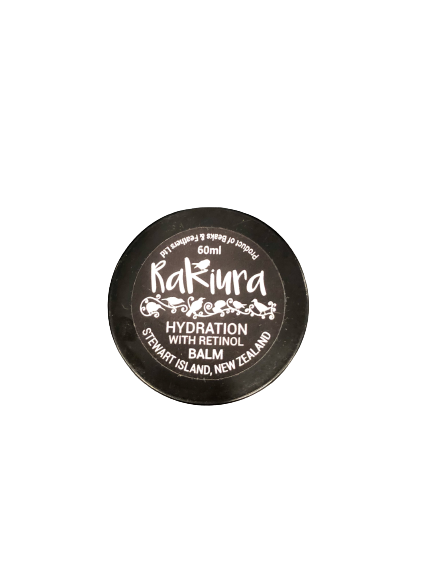 Product of Beaks & Feathers Ltd
60ml
Rakiura
HYDRATION
WITH RETINOL
BALM
STEWART ISLAND, NEW ZEALAND